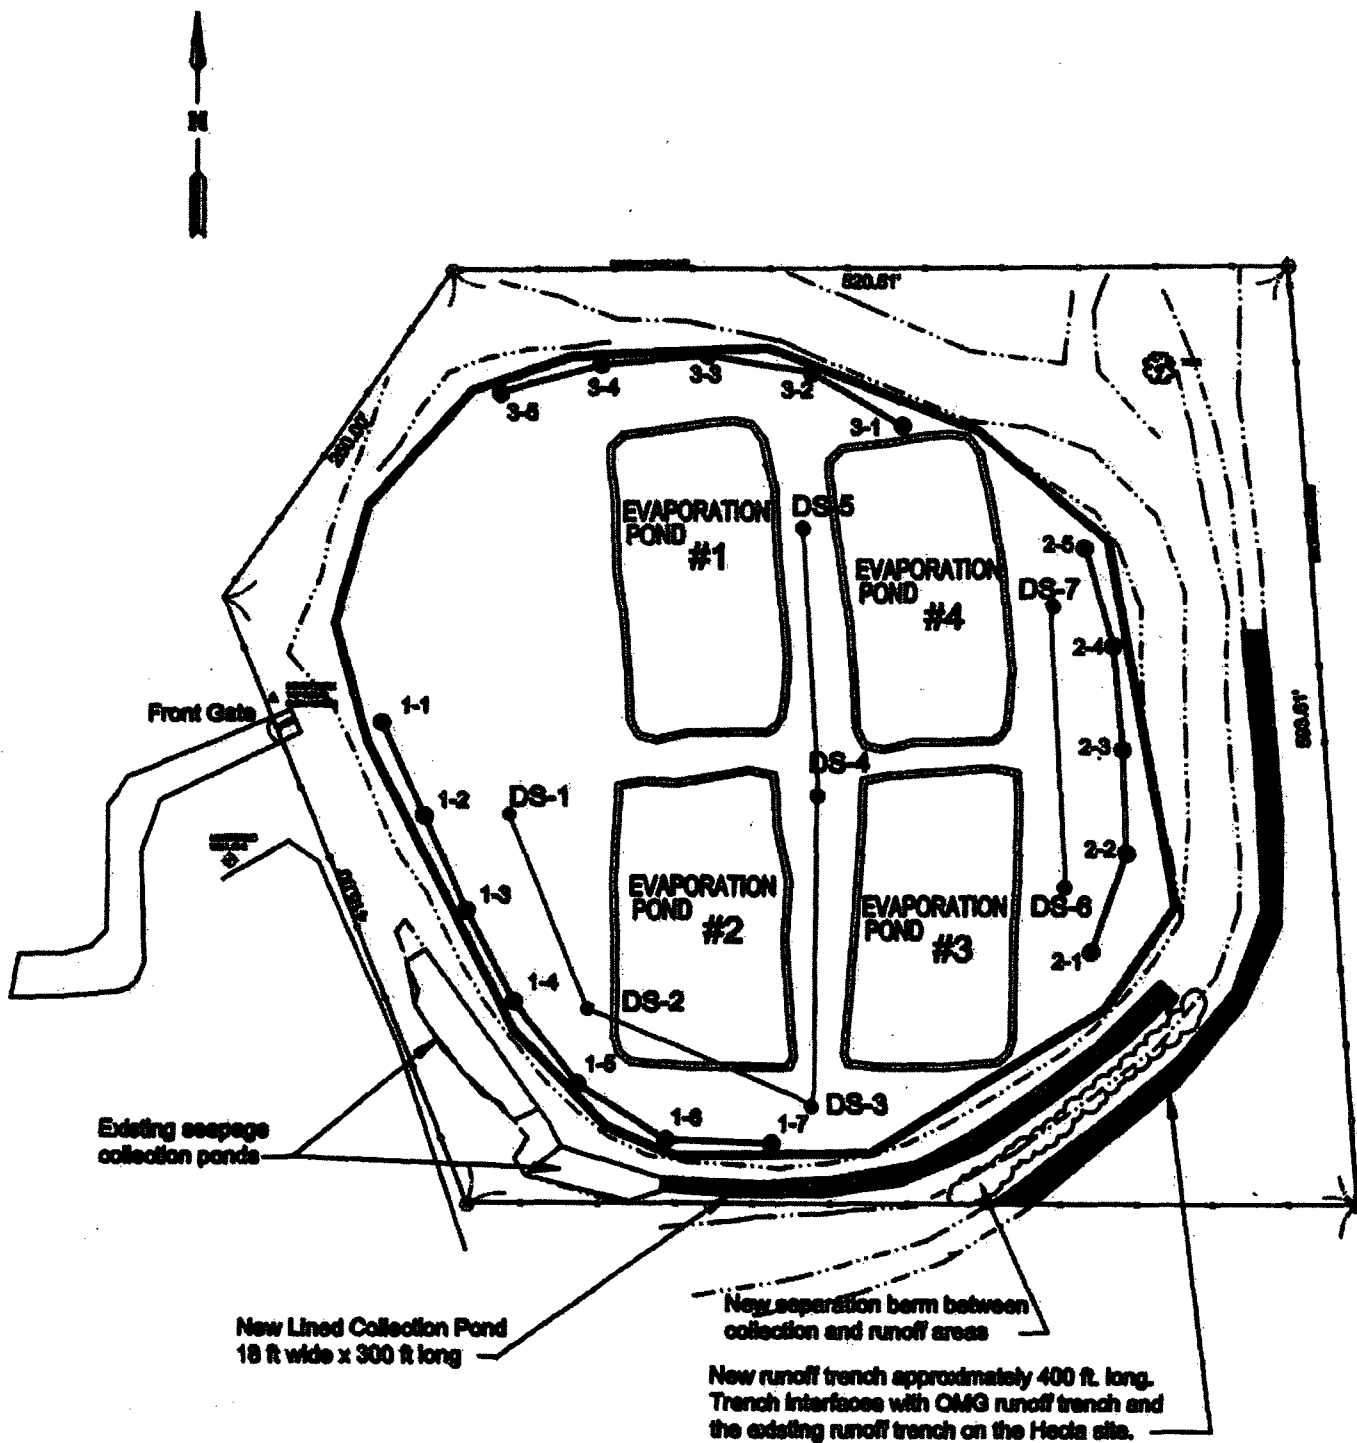 N
520.61'
3-5
3-4
3-3
3-2
3-1
EVAPORATION
POND
#1
DS-5
EVAPORATION
POND
#4
2-5
DS-7
2-4
2-3
2-2
2-1
DS-6
Front Gate
1-1
1-2
1-3
1-4
1-5
1-6
1-7
DS-1
DS-2
DS-3
DS-4
EVAPORATION
POND
#2
EVAPORATION
POND
#3
Existing seepage
collection ponds
New Lined Collection Pond
18 ft wide x 300 ft long
New separation berm between
collection and runoff areas
New runoff trench approximately 400 ft. long.
Trench interfaces with OMG runoff trench and
the existing runoff trench on the Hecla site.